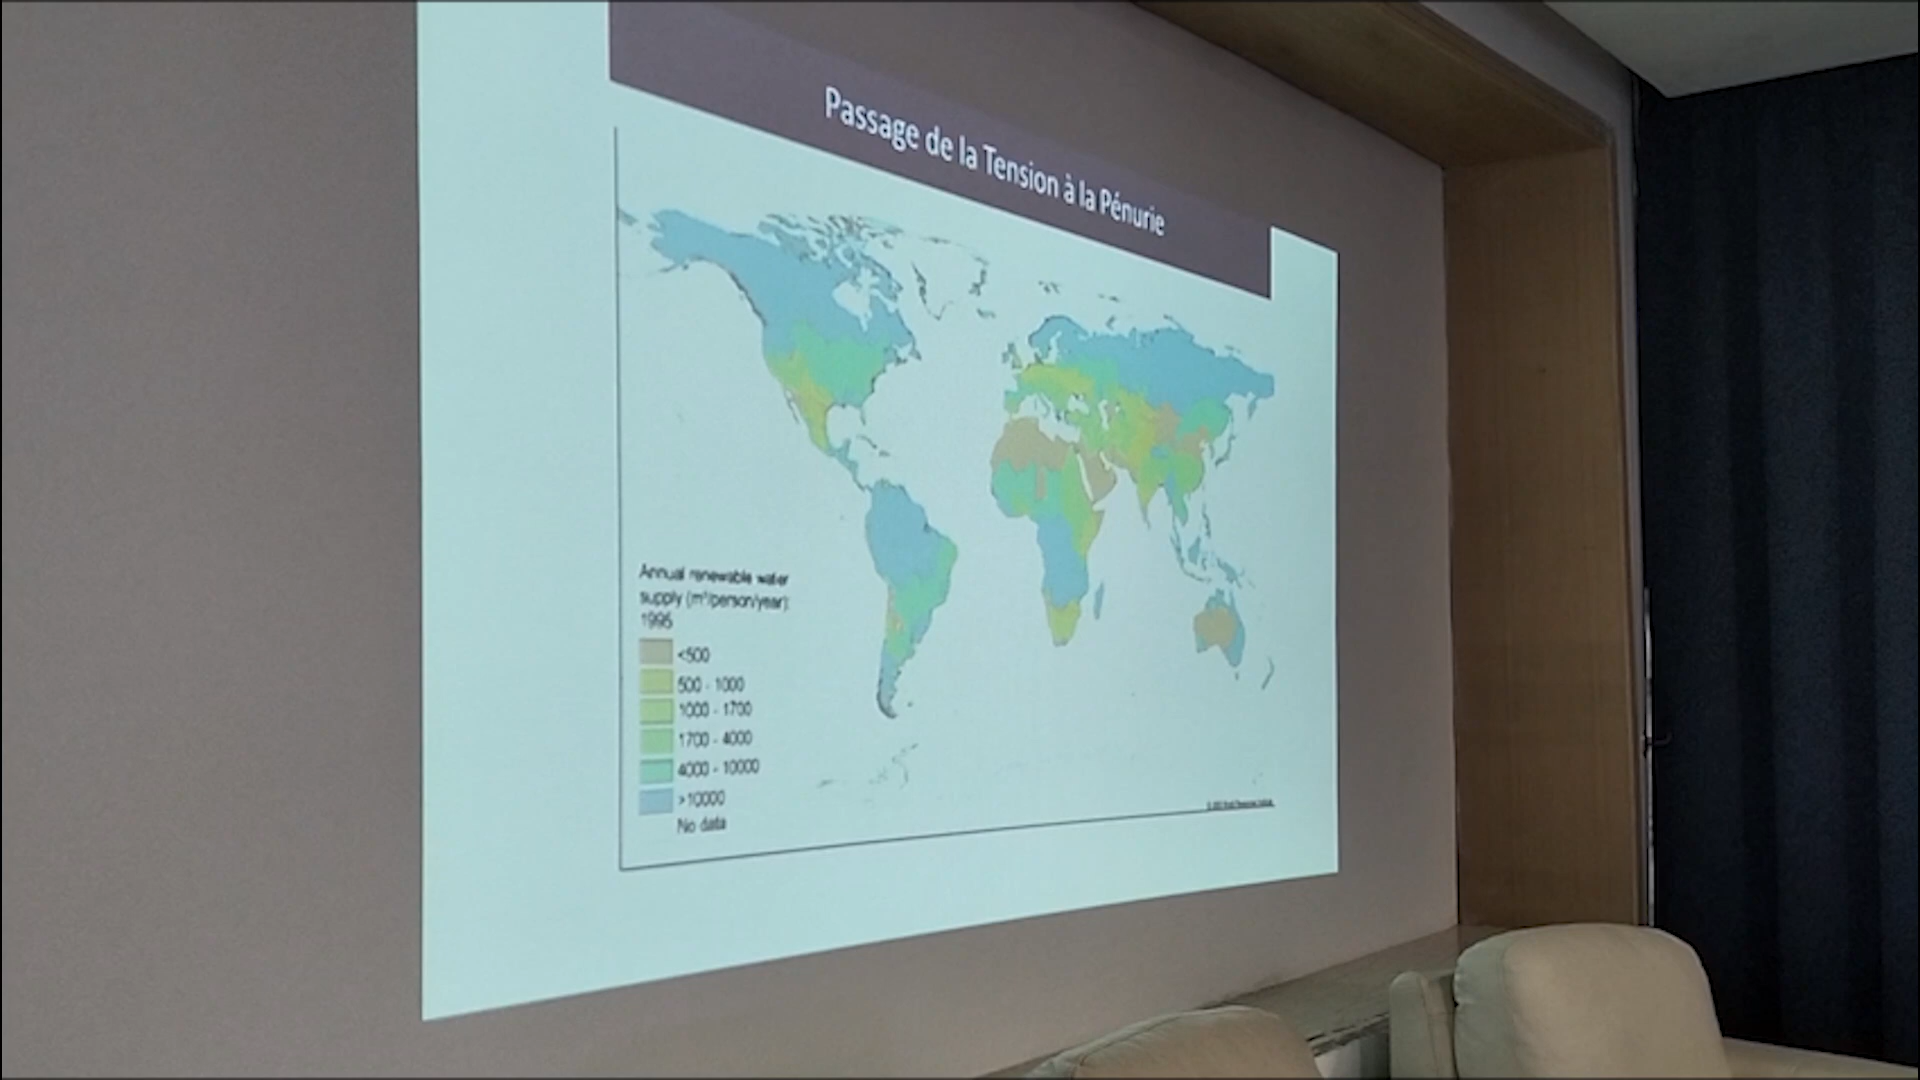 Passage de la Tension à la Pénurie
Annual renewable water
supply (m³/person/year):
1995
<500
500 - 1000
1000 - 1700
1700 - 4000
4000 - 10000
>10000
No data